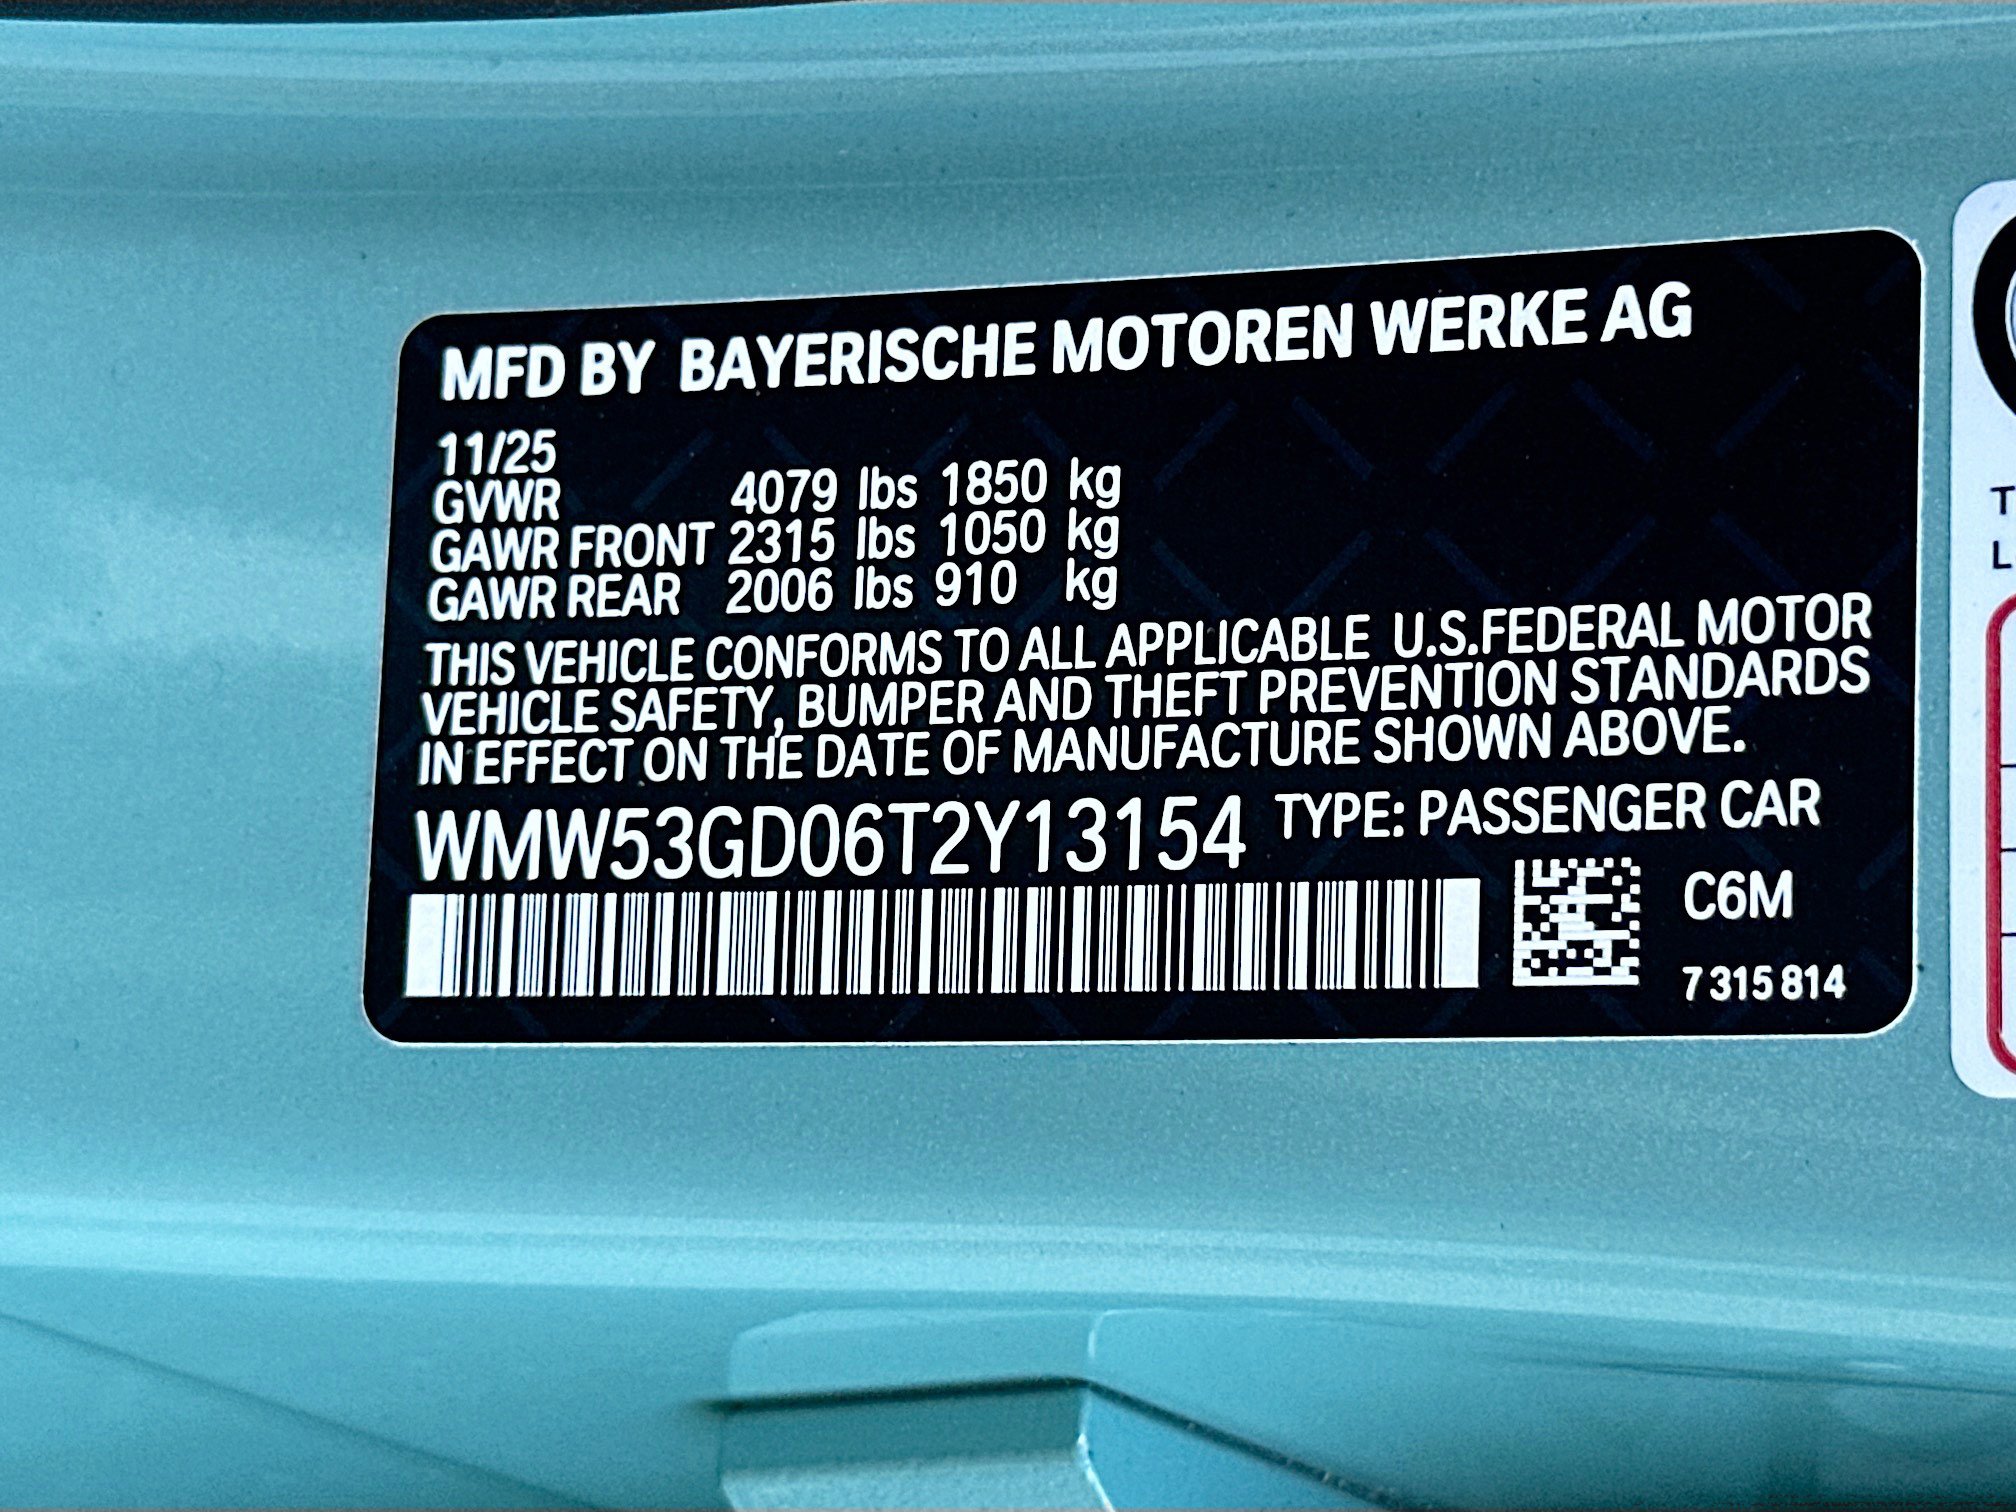 MFD BY BAYERISCHE MOTOREN WERKE AG
11/25
GVWR 4079 lbs 1850 kg
GAWR FRONT 2315 lbs 1050 kg
GAWR REAR 2006 lbs 910 kg
THIS VEHICLE CONFORMS TO ALL APPLICABLE U.S.FEDERAL MOTOR
VEHICLE SAFETY, BUMPER AND THEFT PREVENTION STANDARDS
IN EFFECT ON THE DATE OF MANUFACTURE SHOWN ABOVE.
WMW53GD06T2Y13154 TYPE: PASSENGER CAR
C6M
7 315 814